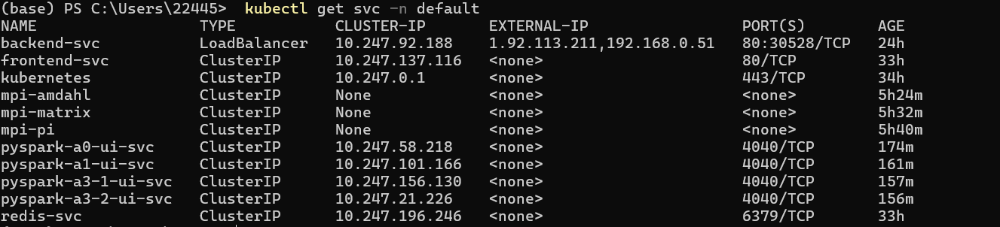 (base) PS C:\Users\22445>  kubectl get svc -n default
NAME                  TYPE           CLUSTER-IP       EXTERNAL-IP                 PORT(S)        AGE
backend-svc           LoadBalancer   10.247.92.188    1.92.113.211,192.168.0.51   80:30528/TCP   24h
frontend-svc          ClusterIP      10.247.137.116   <none>                      80/TCP         33h
kubernetes            ClusterIP      10.247.0.1       <none>                      443/TCP        34h
mpi-amdahl            ClusterIP      None             <none>                      <none>         5h24m
mpi-matrix            ClusterIP      None             <none>                      <none>         5h32m
mpi-pi                ClusterIP      None             <none>                      <none>         5h40m
pyspark-a0-ui-svc     ClusterIP      10.247.58.218    <none>                      4040/TCP       174m
pyspark-a1-ui-svc     ClusterIP      10.247.101.166   <none>                      4040/TCP       161m
pyspark-a3-1-ui-svc   ClusterIP      10.247.156.130   <none>                      4040/TCP       157m
pyspark-a3-2-ui-svc   ClusterIP      10.247.21.226    <none>                      4040/TCP       156m
redis-svc             ClusterIP      10.247.196.246   <none>                      6379/TCP       33h